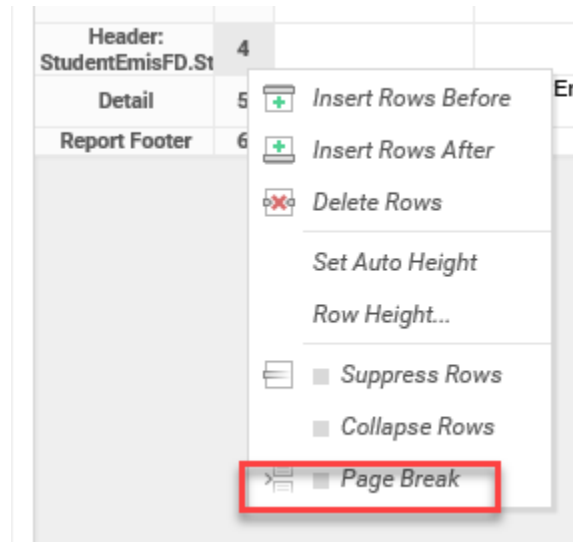 Header:
StudentEmisFD.St
4
Detail
5
Er
Report Footer
6
Insert Rows Before
Insert Rows After
Delete Rows
Set Auto Height
Row Height...
Suppress Rows
Collapse Rows
Page Break